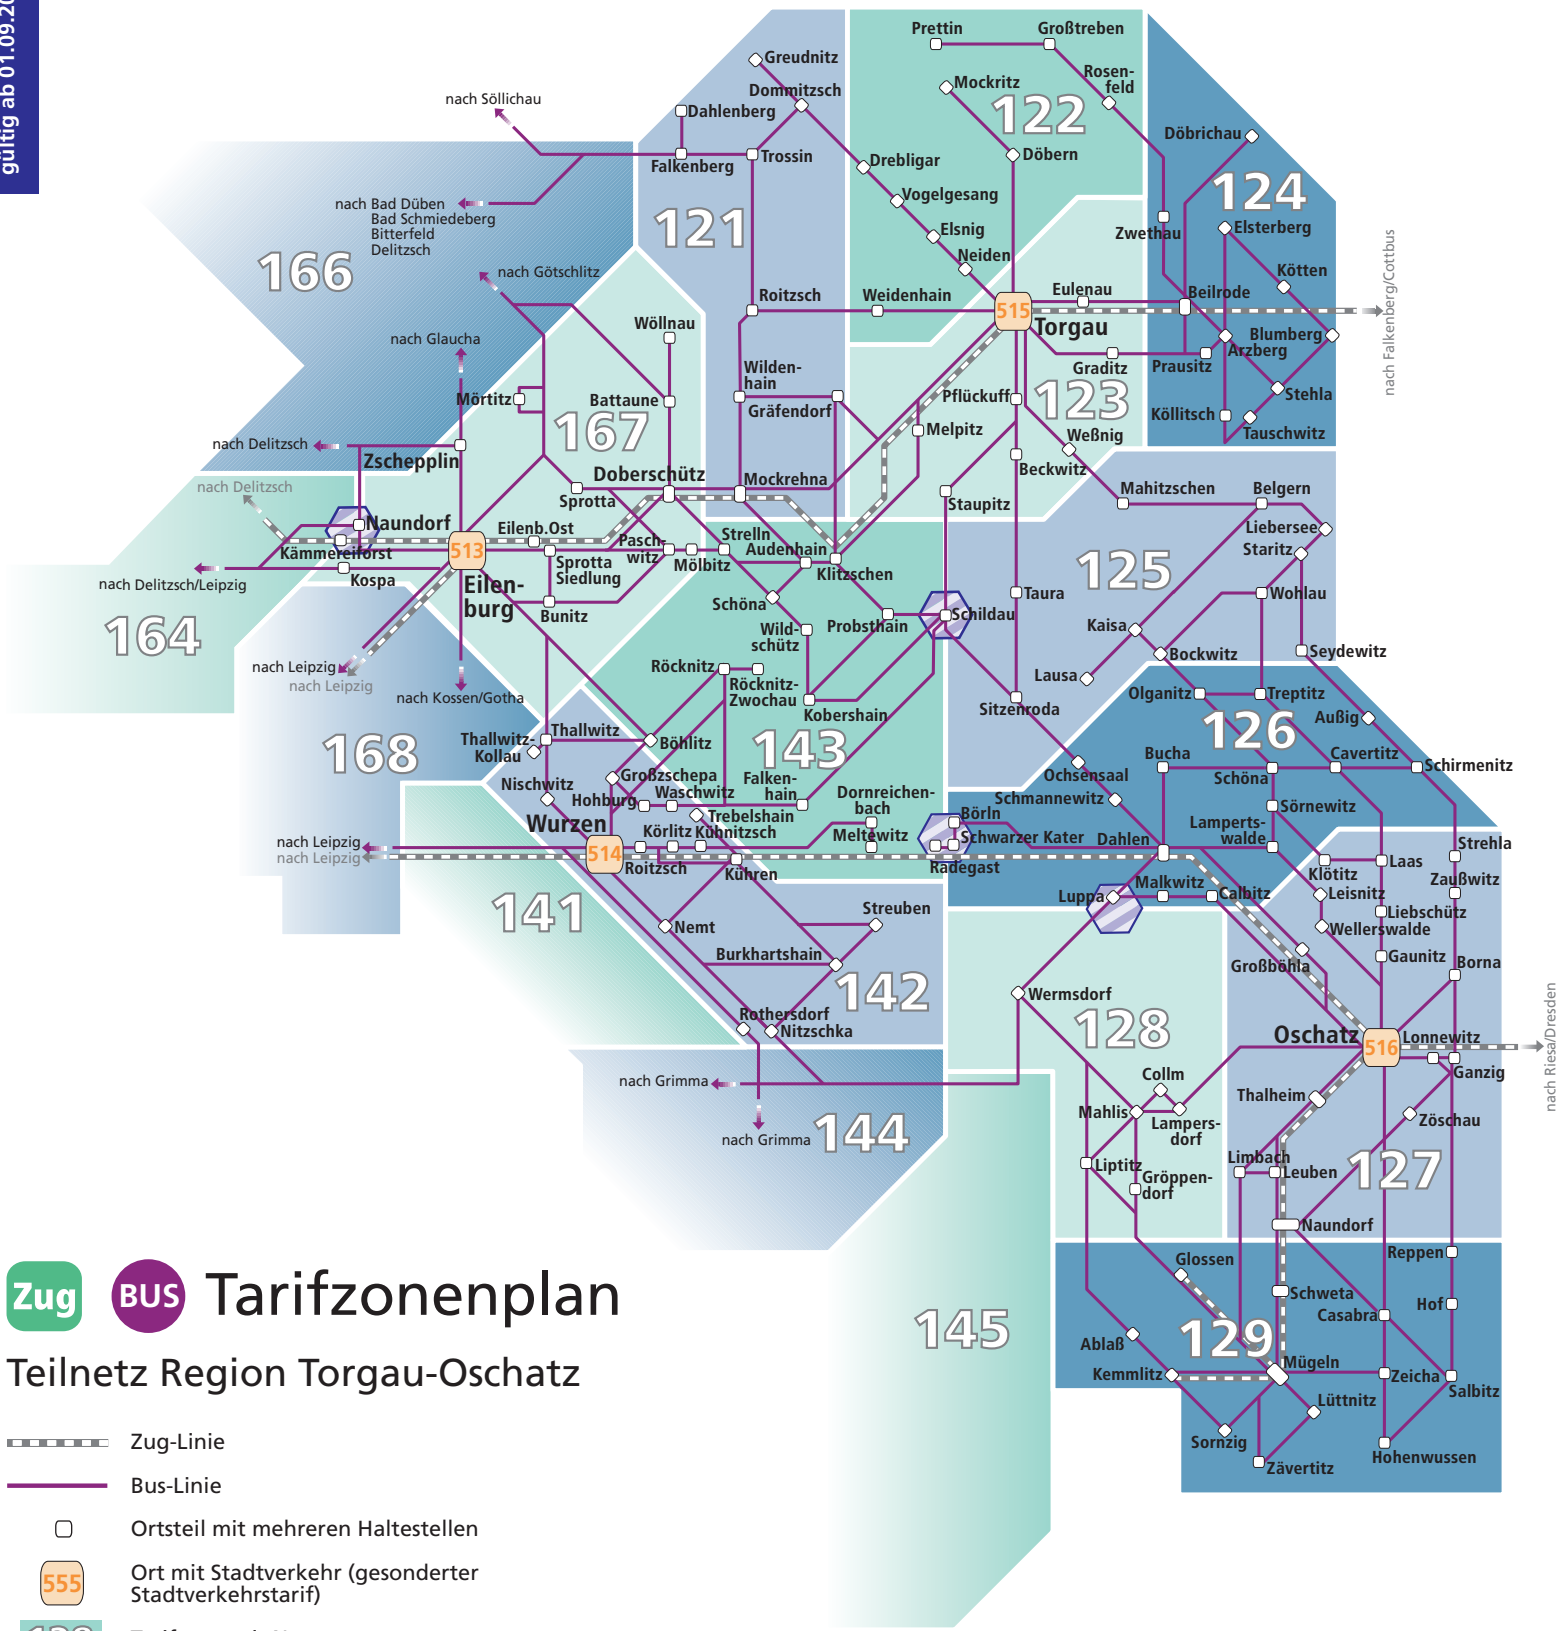 gültig ab 01.09.20
Prettin
Großtreben
Greudnitz
Rosen-
feld
Mockritz
Dommitzsch
nach Söllichau
Dahlenberg
122
Döbrichau
Falkenberg
Trossin
Drebligar
Döbern
124
Vogelgesang
nach Bad Düben
Bad Schmiedeberg
Bitterfeld
Delitzsch
121
Elsnig
Zwethau
Elsterberg
Neiden
166
nach Götschlitz
Kötten
Roitzsch
Weidenhain
Eulenau
Beilrode
515
Torgau
nach Falkenberg/Cottbus
Wöllnau
nach Glaucha
Blumberg
Arzberg
Wilden-
hain
Graditz
Prausitz
Mörtitz
Battaune
Gräfendorf
Pflückuff
123
Stehla
167
Melpitz
Köllitsch
Tauschwitz
Weßnig
nach Delitzsch
Zschepplin
Beckwitz
Doberschütz
Mockrehna
nach Delitzsch
Sprotta
Staupitz
Mahitzschen
Belgern
Naundorf
Eilenb.Ost
Liebersee
Kämmereiforst
513
Pasch-
witz
Strelln
Audenhain
Staritz
Sprotta
Siedlung
Mölbitz
Klitzschen
125
nach Delitzsch/Leipzig
Kospa
Eilen-
burg
Schöna
Taura
Wohlau
Bunitz
Schildau
164
Wild-
schütz
Probsthain
Kaisa
nach Leipzig
nach Leipzig
Röcknitz
Bockwitz
Seydewitz
nach Kossen/Gotha
Röcknitz-
Zwochau
Lausa
Olganitz
Treptitz
Kobershain
Sitzenroda
Außig
126
168
Thallwitz-
Kollau
Thallwitz
Böhlitz
143
Bucha
Cavertitz
Schirmenitz
Ochsensaal
Schöna
Nischwitz
Großzschepa
Falken-
hain
Waschwitz
Hohburg
Dornreichen-
bach
Schmannewitz
Sörnewitz
Trebelshain
Börln
Wurzen
Körlitz
Kühnitzsch
Meltewitz
Schwarzer Kater
Dahlen
Lamperts-
walde
Strehla
nach Leipzig
nach Leipzig
514
Roitzsch
Kühren
Radegast
Klötitz
Laas
Zaußwitz
Luppa
Malkwitz
Calbitz
Leisnitz
141
Streuben
Liebschütz
Wellerswalde
Nemt
Burkhartshain
Großböhla
Gaunitz
Borna
142
Wermsdorf
Rothersdorf
Nitzschka
128
Oschatz
516
Lonnewitz
nach Riesa/Dresden
Ganzig
nach Grimma
Collm
Thalheim
Mahlis
Lampers-
dorf
Zöschau
nach Grimma
144
Liptitz
Limbach
Leuben
127
Gröppen-
dorf
Naundorf
Glossen
Reppen
Zug
BUS
Tarifzonenplan
Schweta
Hof
Casabra
145
129
Teilnetz Region Torgau-Oschatz
Ablaß
Mügeln
Kemmlitz
Zeicha
Salbitz
Lüttnitz
Zug-Linie
Sornzig
Hohenwussen
Zävertitz
Bus-Linie
Ortsteil mit mehreren Haltestellen
555
Ort mit Stadtverkehr (gesonderter
Stadtverkehrstarif)